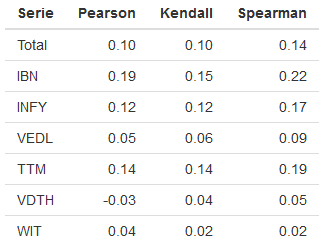 Serie Pearson Kendall Spearman
Total 0.10 0.10 0.14
IBN 0.19 0.15 0.22
INFY 0.12 0.12 0.17
VEDL 0.05 0.06 0.09
TTM 0.14 0.14 0.19
VDTH -0.03 0.04 0.05
WIT 0.04 0.02 0.02